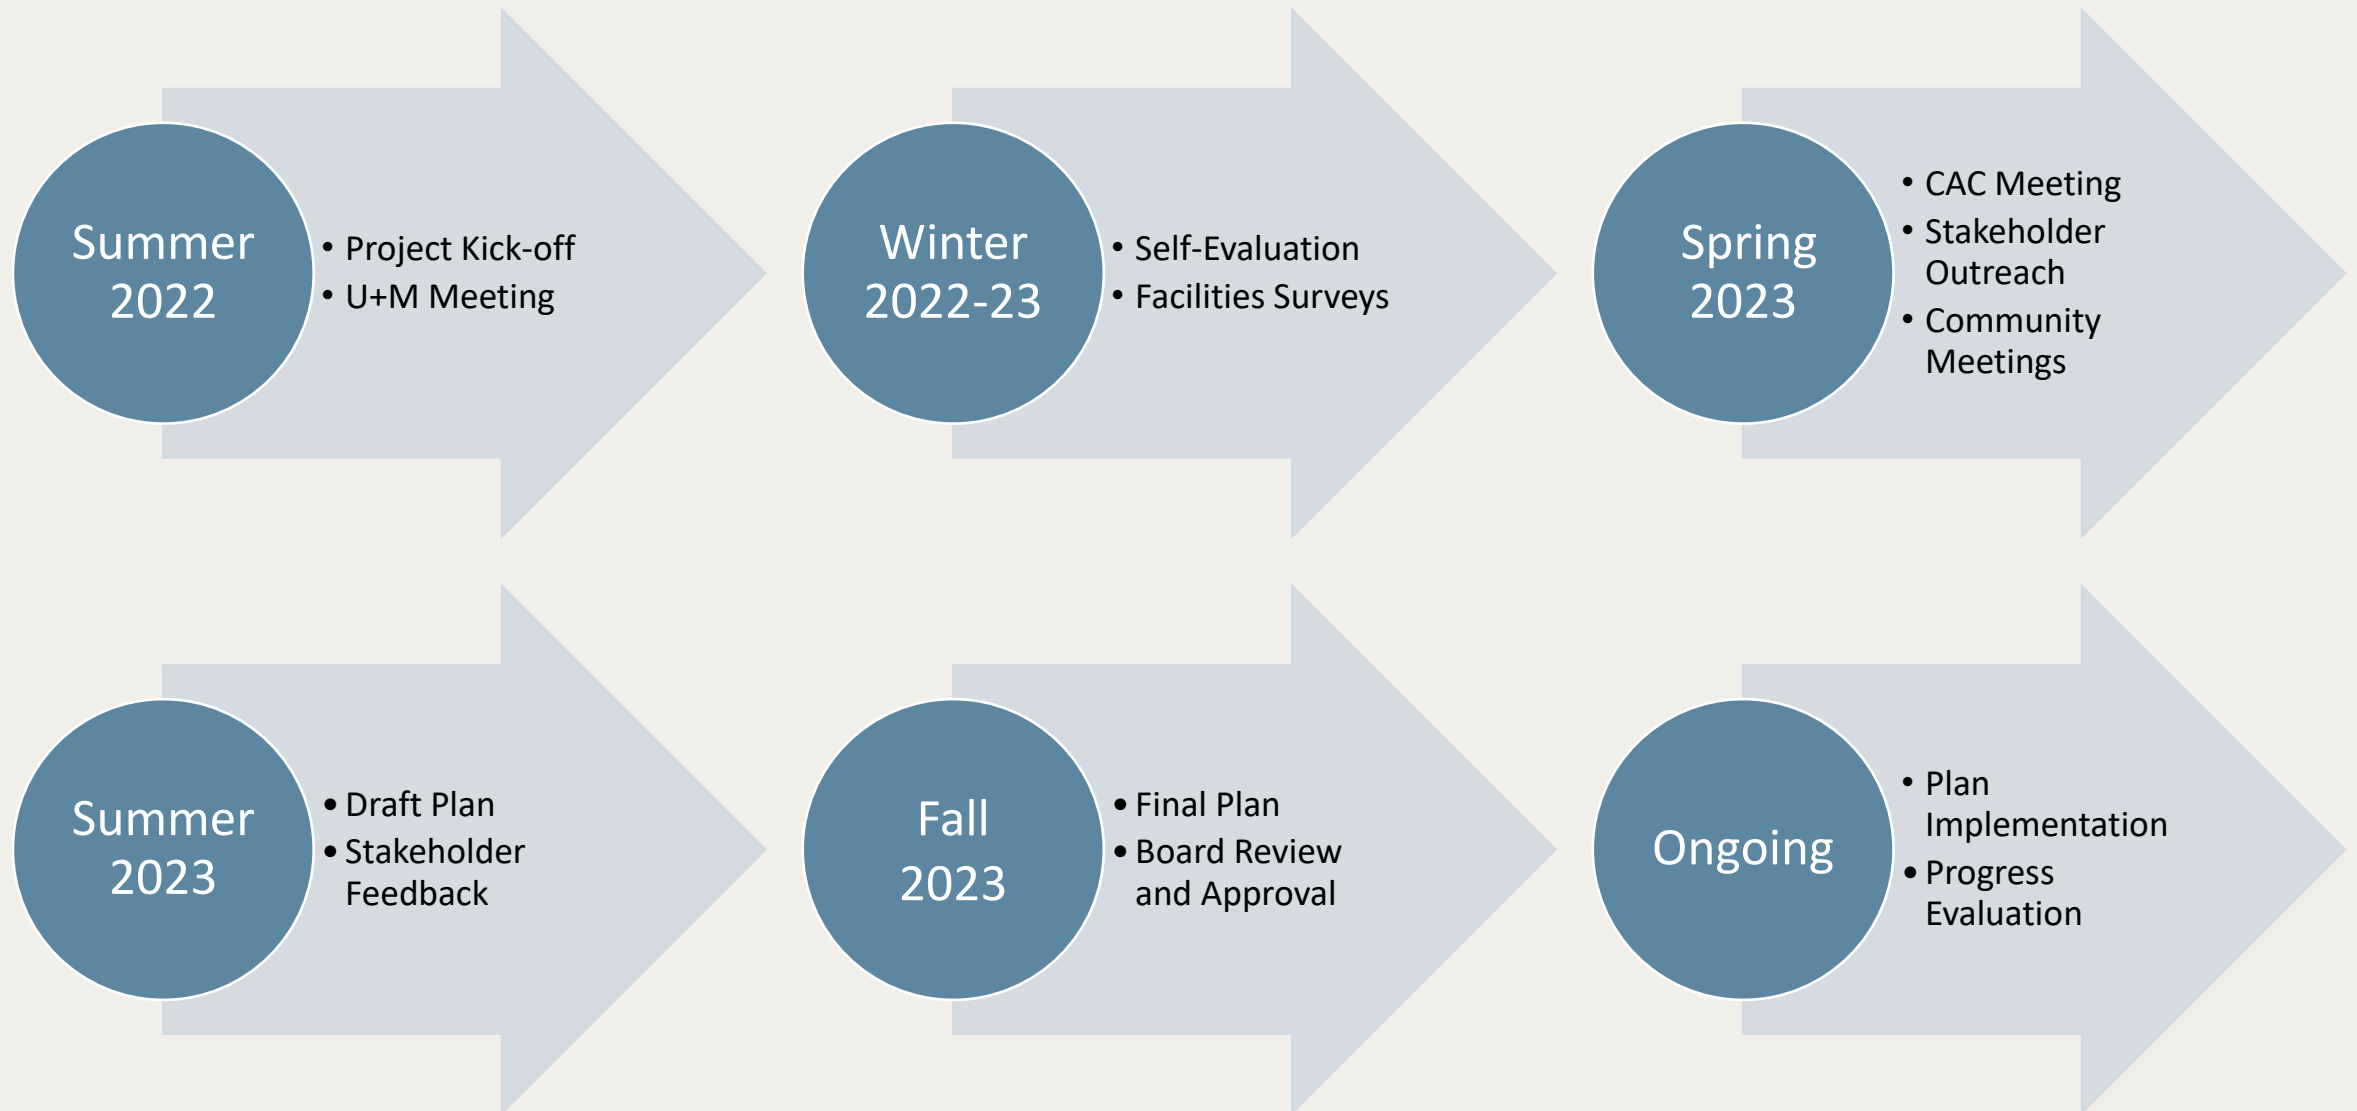 Summer
2022
• Project Kick-off
• U+M Meeting
Winter
2022-23
• Self-Evaluation
• Facilities Surveys
Spring
2023
• CAC Meeting
• Stakeholder
Outreach
• Community
Meetings
Summer
2023
• Draft Plan
• Stakeholder
Feedback
Fall
2023
• Final Plan
• Board Review
and Approval
Ongoing
• Plan
Implementation
• Progress
Evaluation